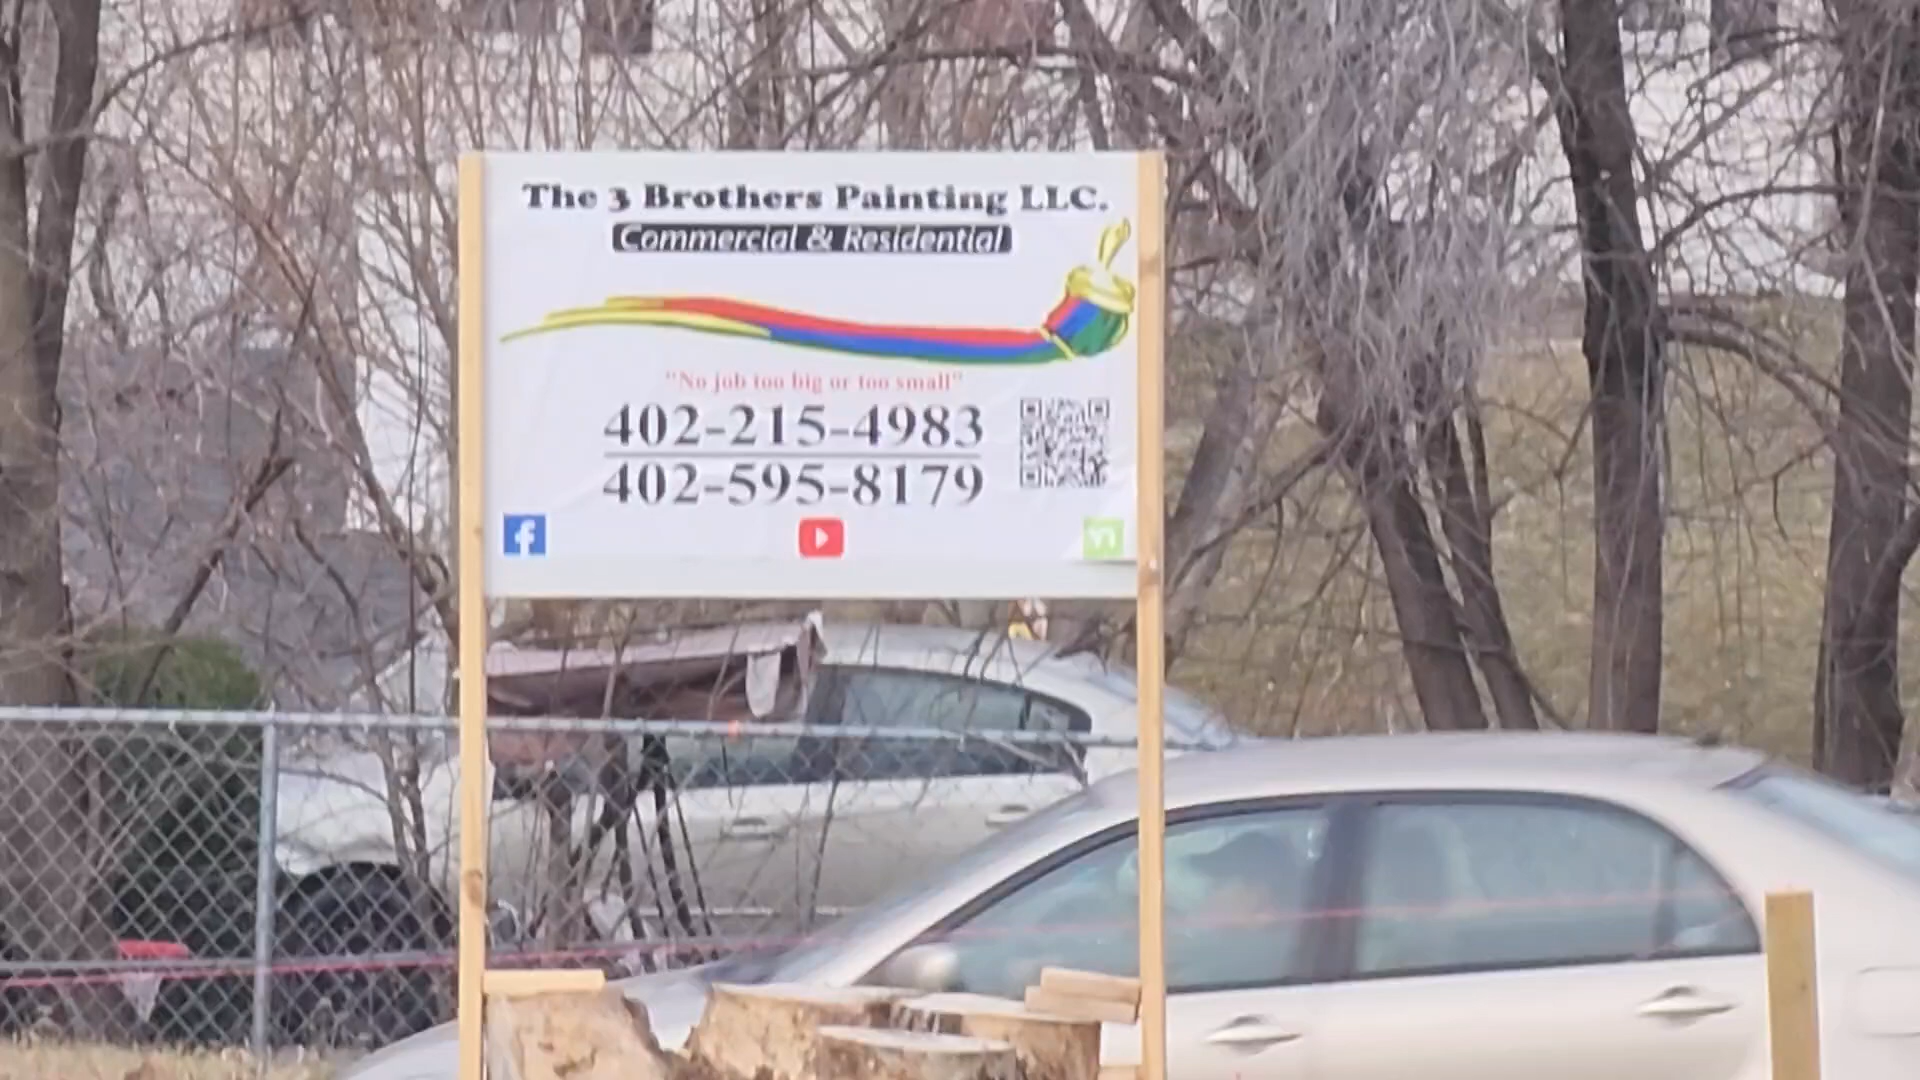 The 3 Brothers Painting LLC.
Commercial & Residential
"No job too big or too small"
402-215-4983
402-595-8179